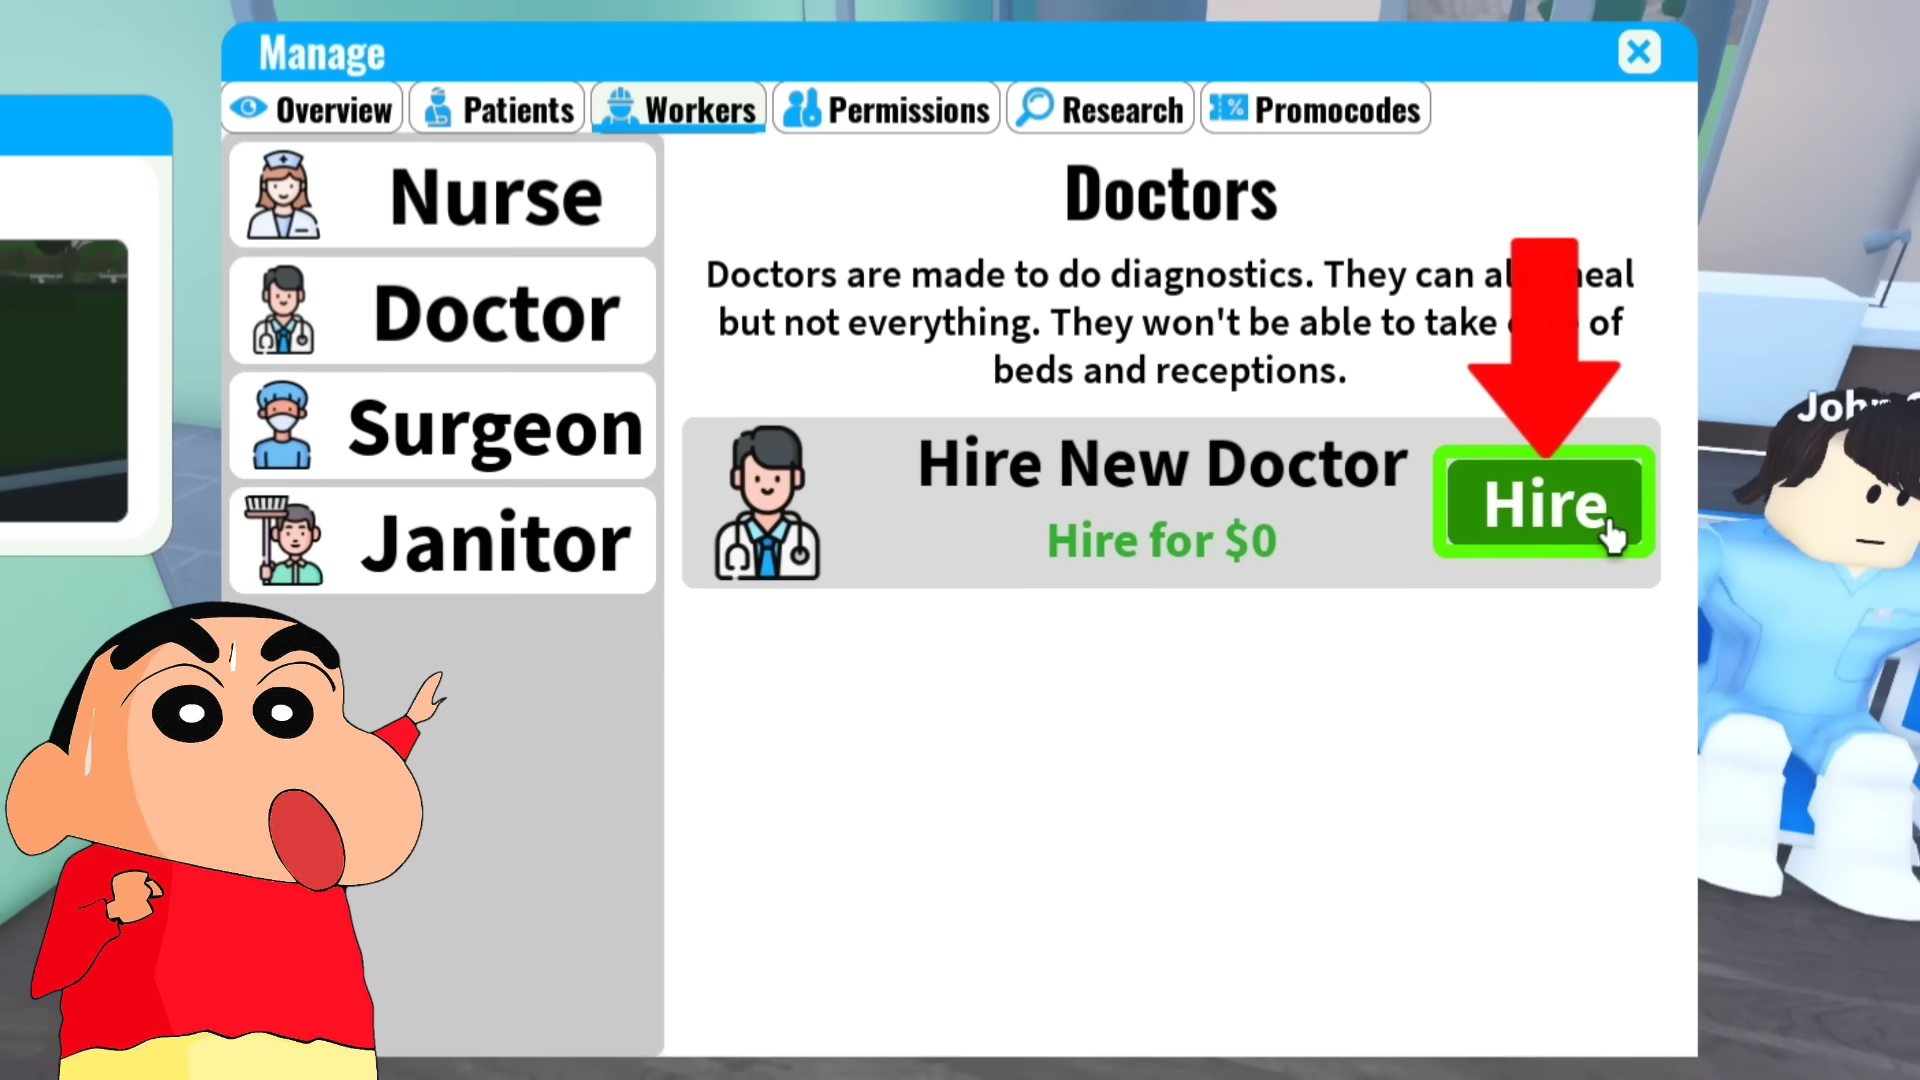 Manage
Overview
Patients
Workers
Permissions
Research
Promocodes
Nurse
Doctor
Surgeon
Janitor
Doctors
Doctors are made to do diagnostics. They can heal
but not everything. They won't be able to take of
beds and receptions.
Hire New Doctor
Hire for $0
Hire